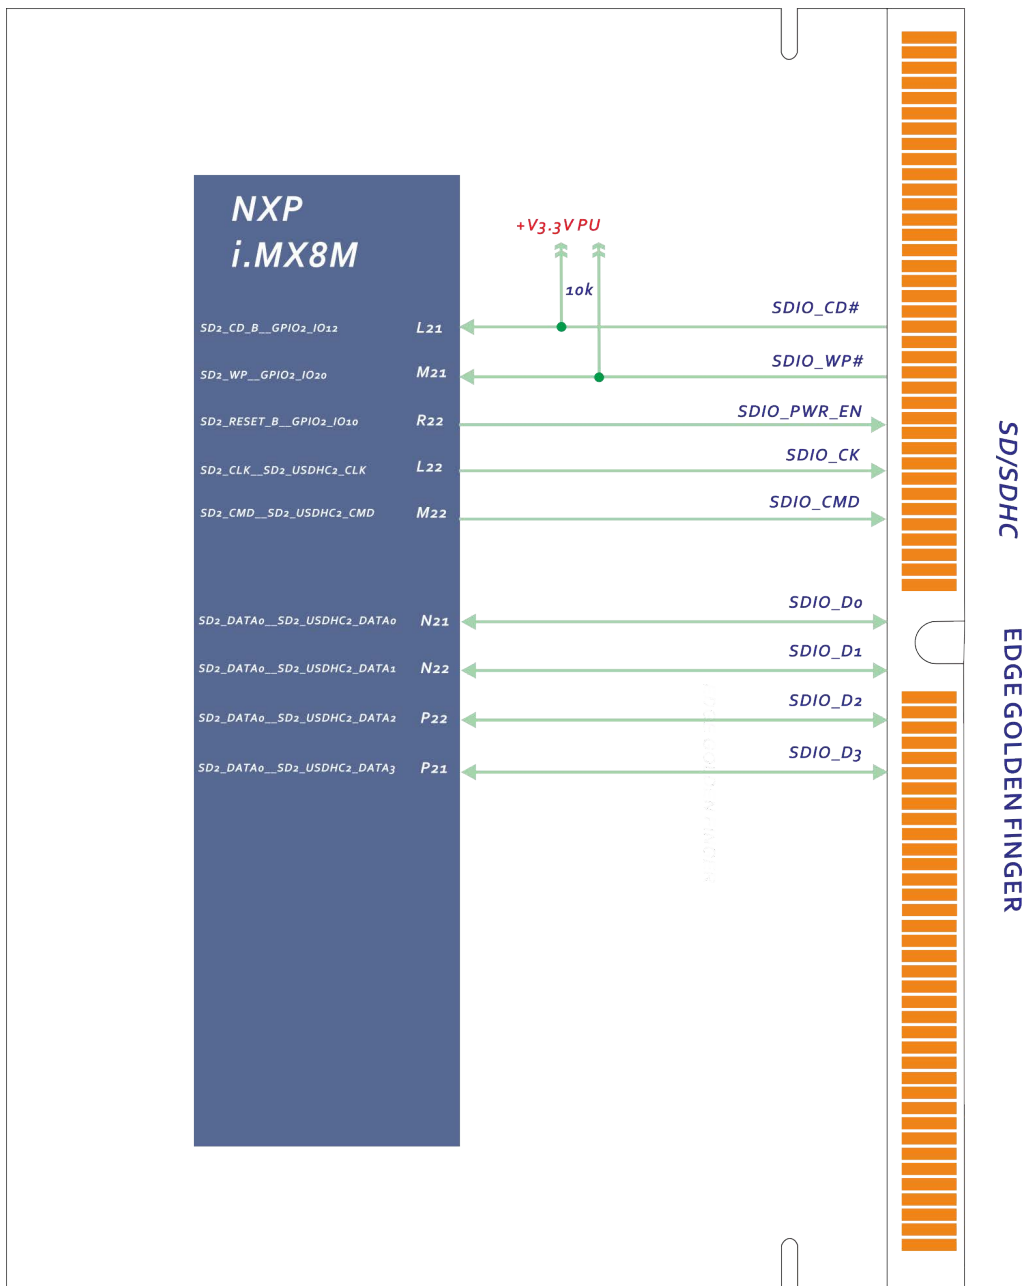 NXP
i.MX8M
+V3.3V PU
10k
SD2_CD_B__GPIO2_IO12 L21 SDIO_CD#
SD2_WP__GPIO2_IO20 M21 SDIO_WP#
SD2_RESET_B__GPIO2_IO10 R22 SDIO_PWR_EN
SD2_CLK__SD2_USDHC2_CLK L22 SDIO_CK
SD2_CMD__SD2_USDHC2_CMD M22 SDIO_CMD
SD2_DATA0__SD2_USDHC2_DATA0 N21 SDIO_D0
SD2_DATA0__SD2_USDHC2_DATA1 N22 SDIO_D1
SD2_DATA0__SD2_USDHC2_DATA2 P22 SDIO_D2
SD2_DATA0__SD2_USDHC2_DATA3 P21 SDIO_D3
SD/SDHC
EDGE GOLDEN FINGER